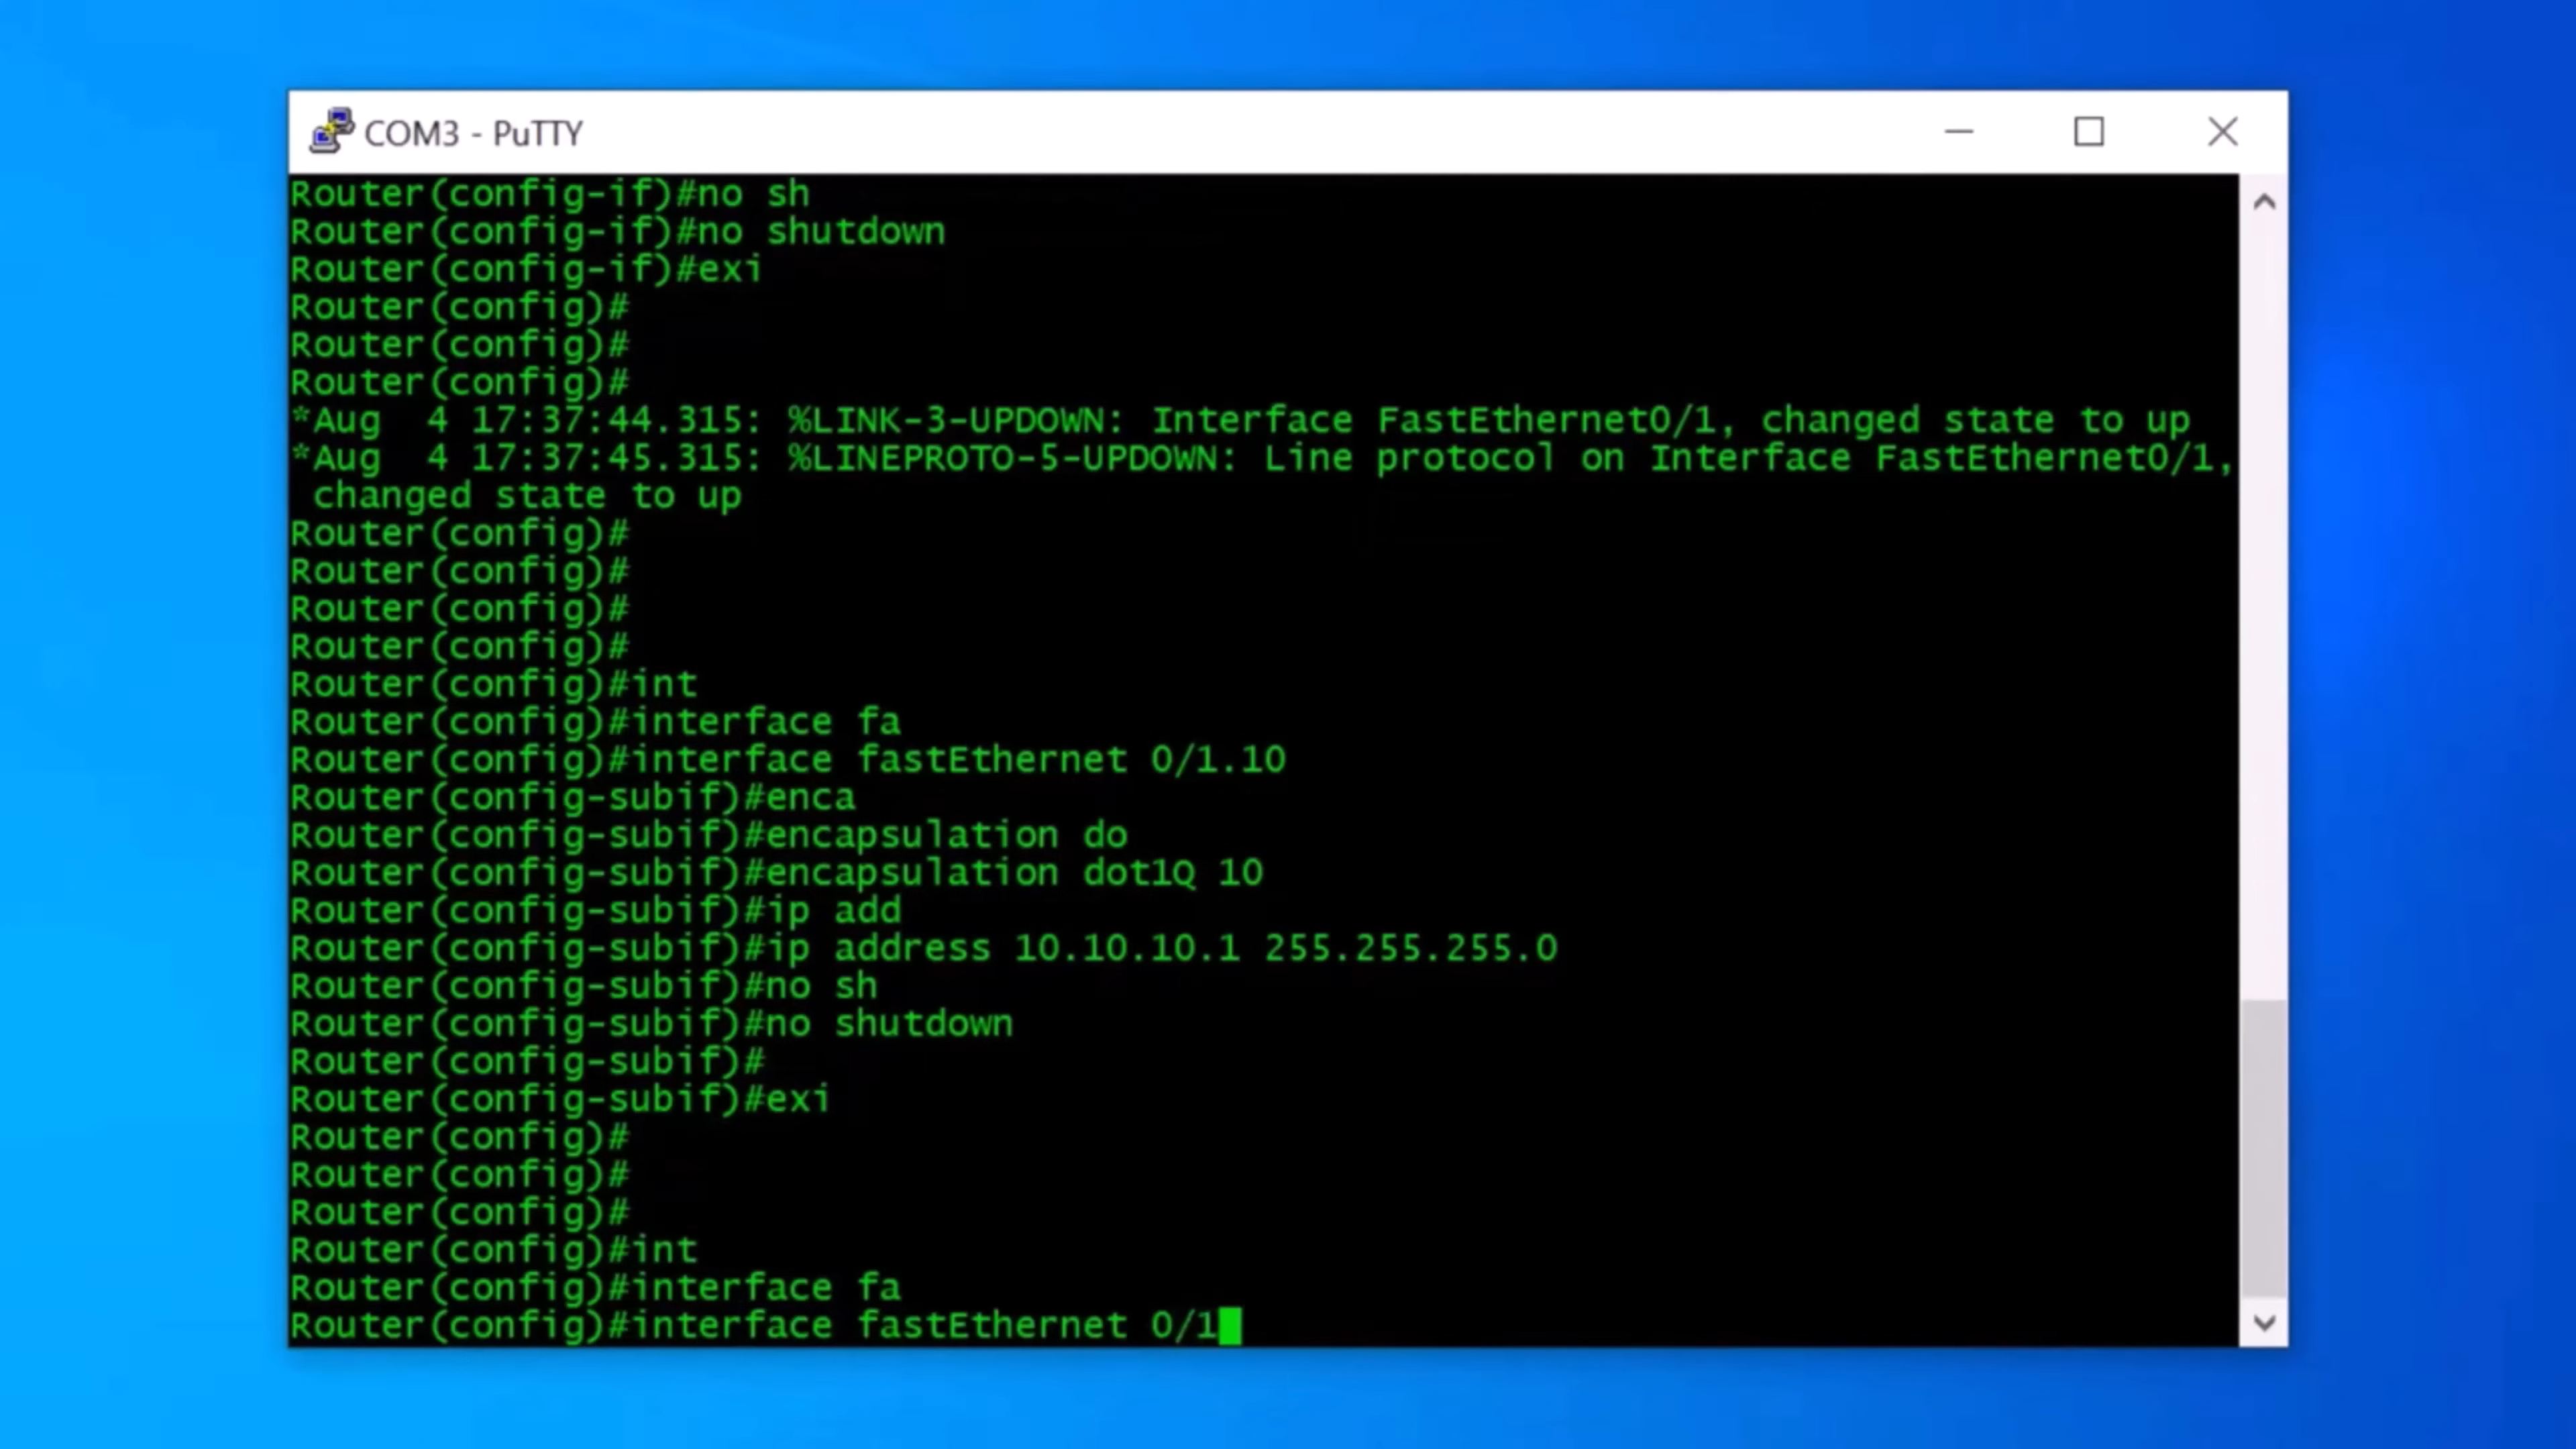 COM3 - PuTTY
Router(config-if)#no sh
Router(config-if)#no shutdown
Router(config-if)#exi
Router(config)#
Router(config)#
Router(config)#
*Aug  4 17:37:44.315: %LINK-3-UPDOWN: Interface FastEthernet0/1, changed state to up
*Aug  4 17:37:45.315: %LINEPROTO-5-UPDOWN: Line protocol on Interface FastEthernet0/1,
 changed state to up
Router(config)#
Router(config)#
Router(config)#
Router(config)#
Router(config)#int
Router(config)#interface fa
Router(config)#interface fastEthernet 0/1.10
Router(config-subif)#enca
Router(config-subif)#encapsulation do
Router(config-subif)#encapsulation dot1Q 10
Router(config-subif)#ip add
Router(config-subif)#ip address 10.10.10.1 255.255.255.0
Router(config-subif)#no sh
Router(config-subif)#no shutdown
Router(config-subif)#
Router(config-subif)#exi
Router(config)#
Router(config)#
Router(config)#
Router(config)#int
Router(config)#interface fa
Router(config)#interface fastEthernet 0/1